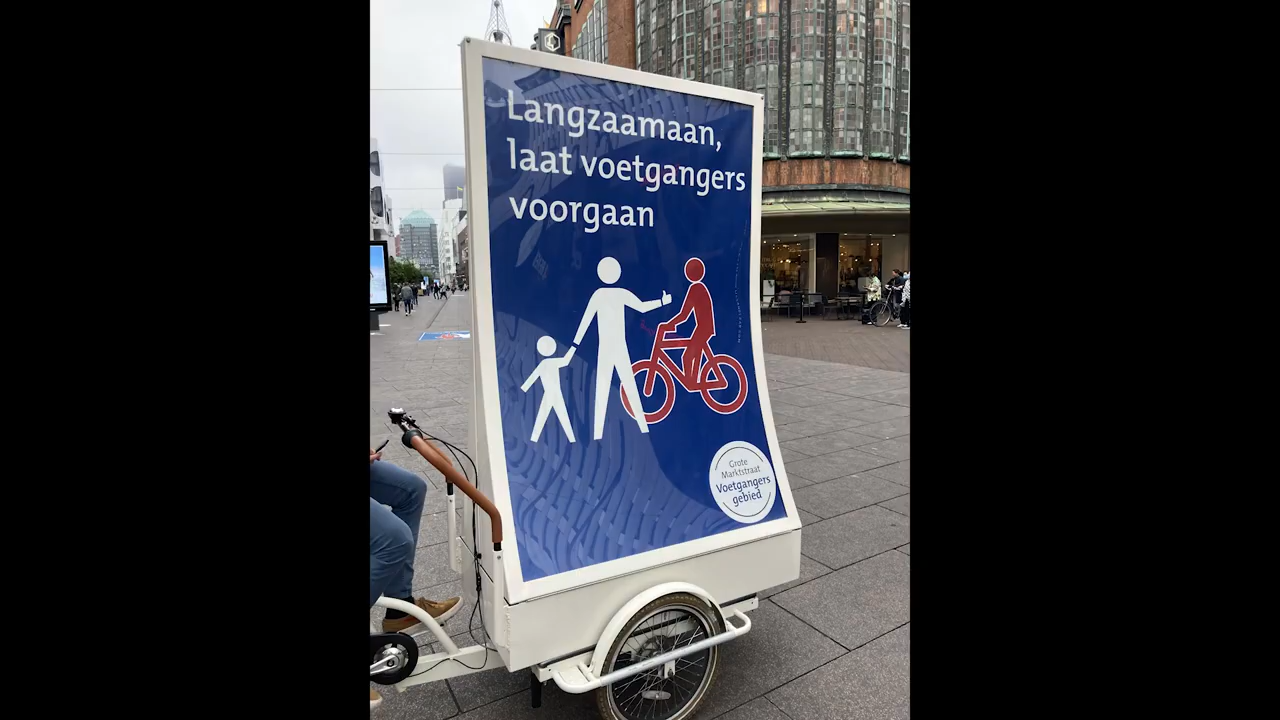 Langzaamaan,
laat voetgangers
voorgaan
Grote
Marktstraat
Voetgangers
gebied